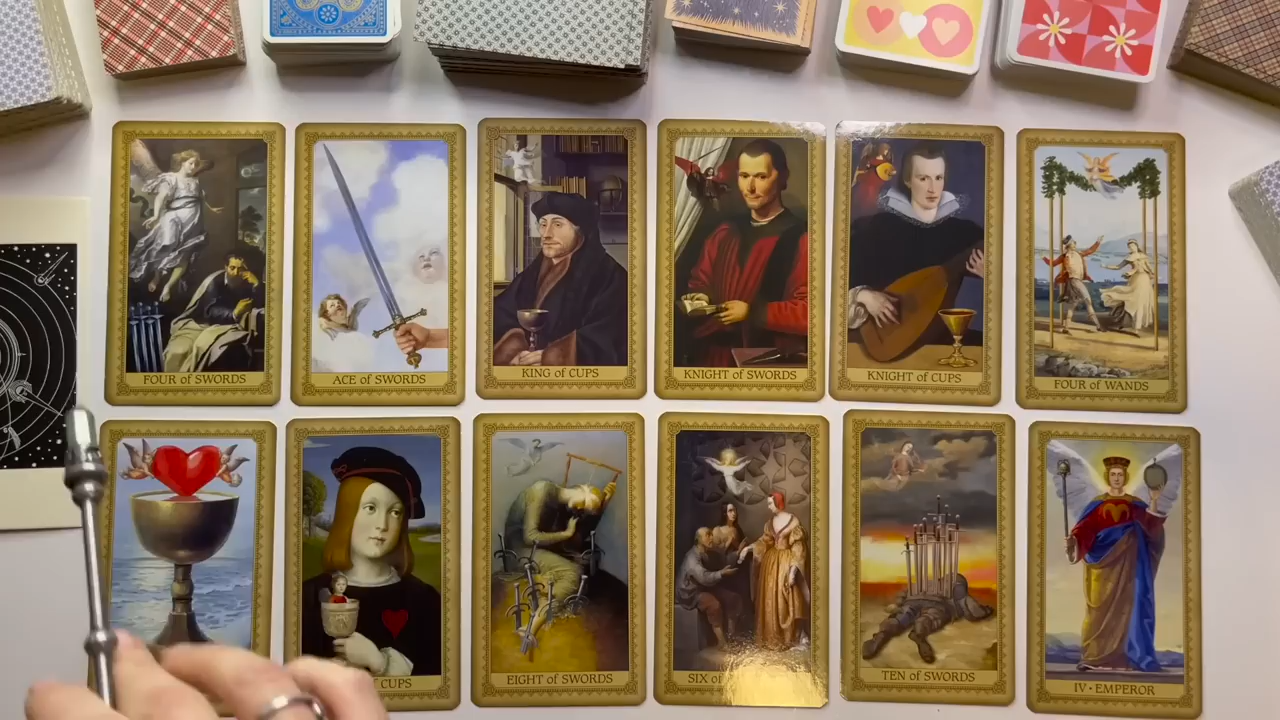 FOUR of SWORDS
ACE of SWORDS
KING of CUPS
KNIGHT of SWORDS
KNIGHT of CUPS
FOUR of WANDS
CUPS
EIGHT of SWORDS
SIX
TEN of SWORDS
IV • EMPEROR